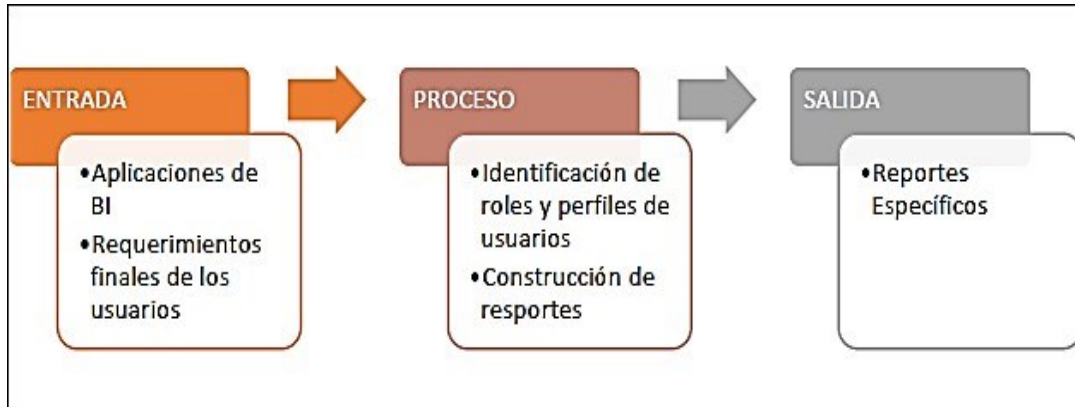 ENTRADA
•Aplicaciones de
BI
•Requerimientos
finales de los
usuarios
PROCESO
•Identificación de
roles y perfiles de
usuarios
•Construcción de
resportes
SALIDA
•Reportes
Específicos